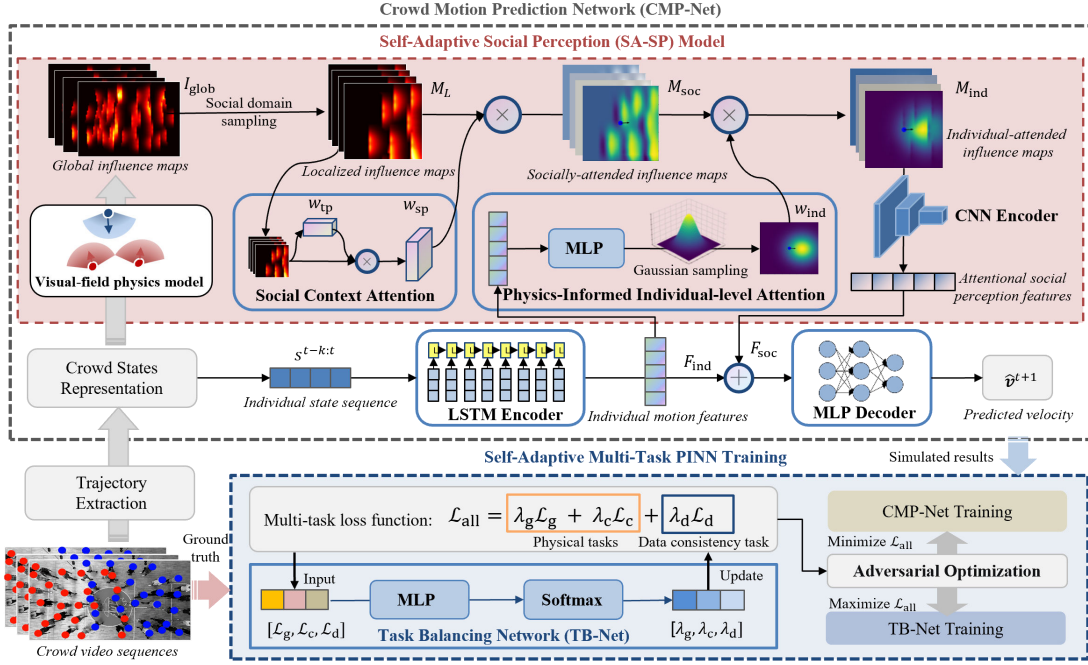 Crowd Motion Prediction Network (CMP-Net)
Self-Adaptive Social Perception (SA-SP) Model
I_glob
Social domain
sampling
M_L
M_soc
M_ind
Global influence maps
Localized influence maps
Socially-attended influence maps
Individual-attended
influence maps
w_tp
w_sp
w_ind
Visual-field physics model
Social Context Attention
MLP
Gaussian sampling
Physics-Informed Individual-level Attention
CNN Encoder
Attentional social
perception features
Crowd States
Representation
s^{t−k:t}
Individual state sequence
L L L L L L L L
LSTM Encoder
F_ind
Individual motion features
F_soc
MLP Decoder
v̂^{t+1}
Predicted velocity
Trajectory
Extraction
Self-Adaptive Multi-Task PINN Training
Simulated results
Ground
truth
Multi-task loss function: ℒ_all = λ_gℒ_g + λ_cℒ_c + λ_dℒ_d
Physical tasks
Data consistency task
Input
Update
MLP
Softmax
[ℒ_g, ℒ_c, ℒ_d]
[λ_g, λ_c, λ_d]
Task Balancing Network (TB-Net)
CMP-Net Training
Minimize ℒ_all
Adversarial Optimization
Maximize ℒ_all
TB-Net Training
Crowd video sequences